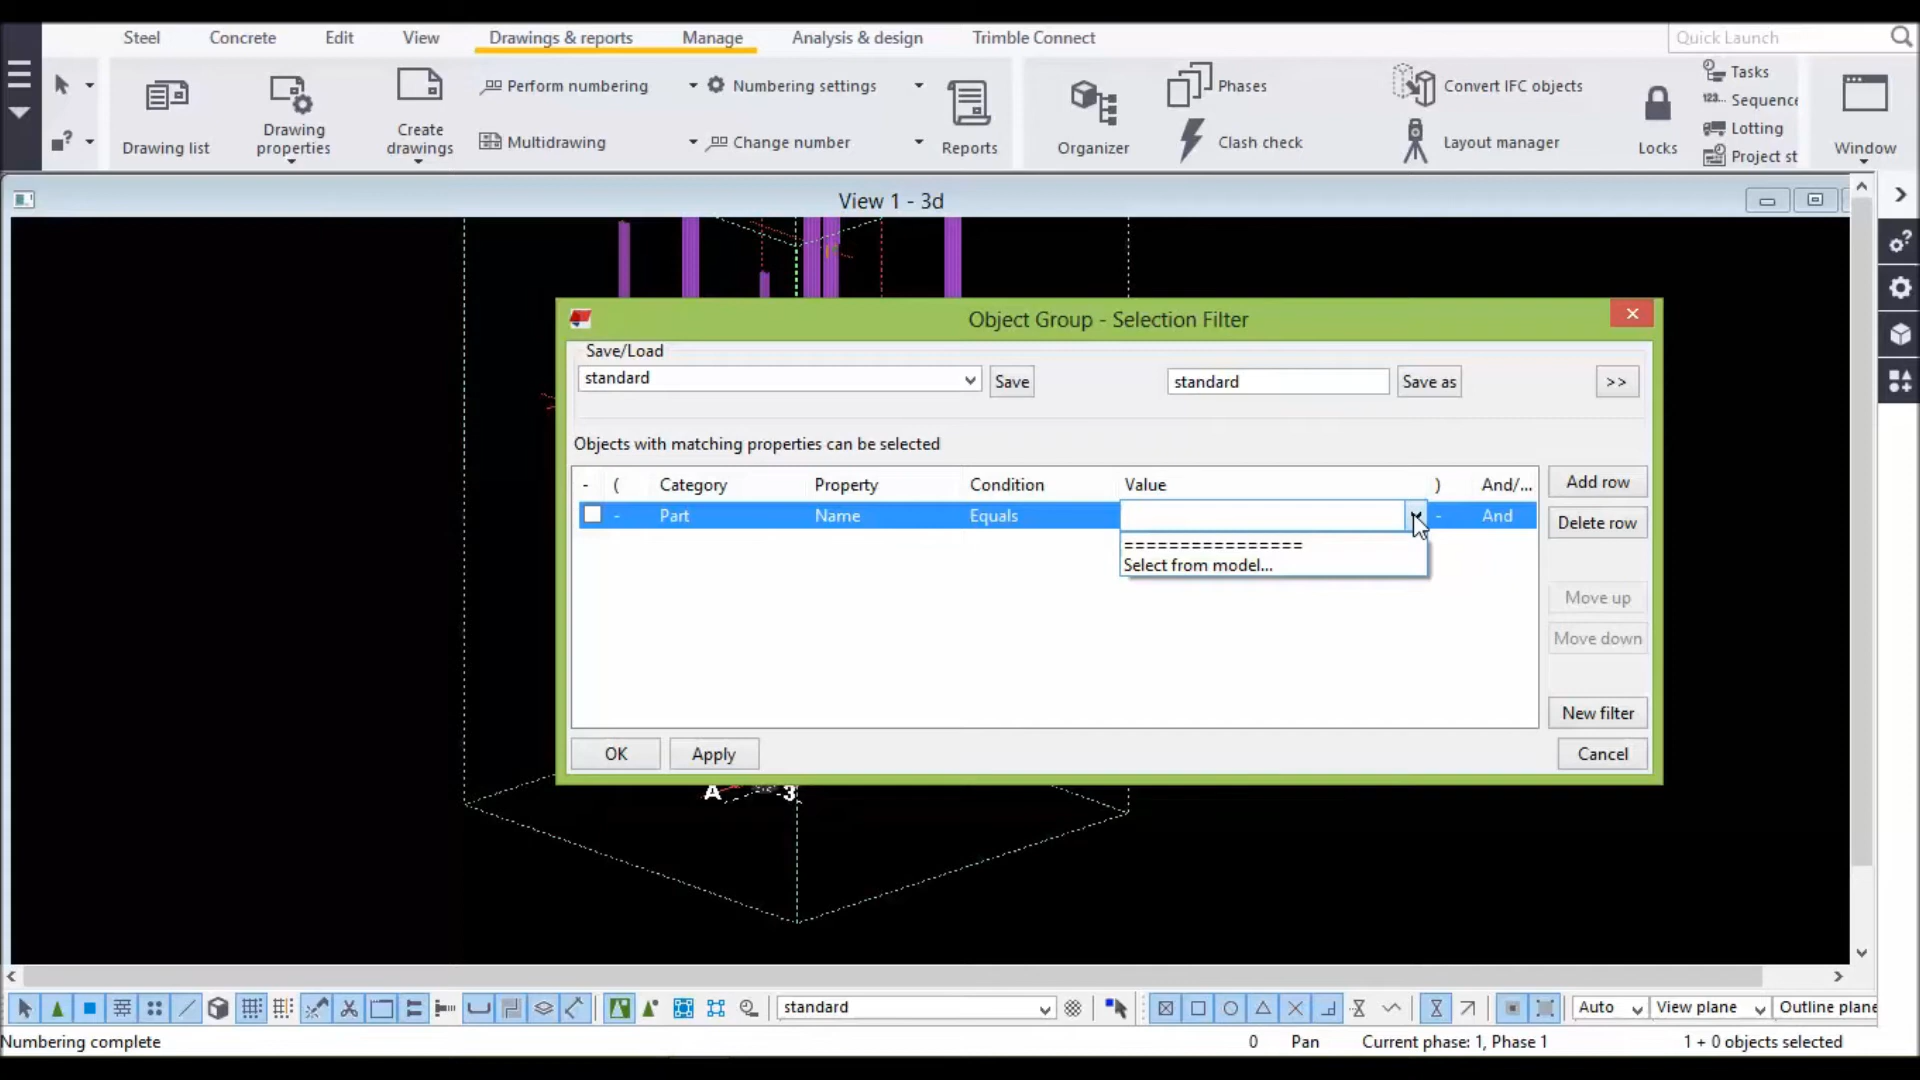 Steel Concrete Edit View Drawings & reports Manage Analysis & design Trimble Connect Quick Launch
Drawing list
Drawing
properties
Create
drawings
Perform numbering
Multidrawing
Numbering settings
Change number
Reports
Organizer
Phases
Clash check
Convert IFC objects
Layout manager
Locks
Tasks
123... Sequence
Lotting
Project st
Window
View 1 - 3d
Object Group - Selection Filter
Save/Load
standard Save standard Save as >>
Objects with matching properties can be selected
- ( Category Property Condition Value ) And/...
- Part Name Equals - And
================
Select from model...
Add row
Delete row
Move up
Move down
New filter
OK Apply Cancel
A 3
standard Auto View plane Outline plane
Numbering complete 0 Pan Current phase: 1, Phase 1 1 + 0 objects selected